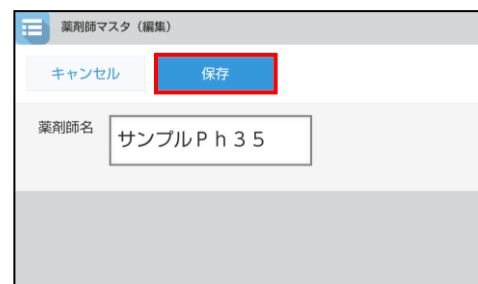 薬剤師マスタ（編集）
キャンセル 保存
薬剤師名 サンプルＰｈ３５